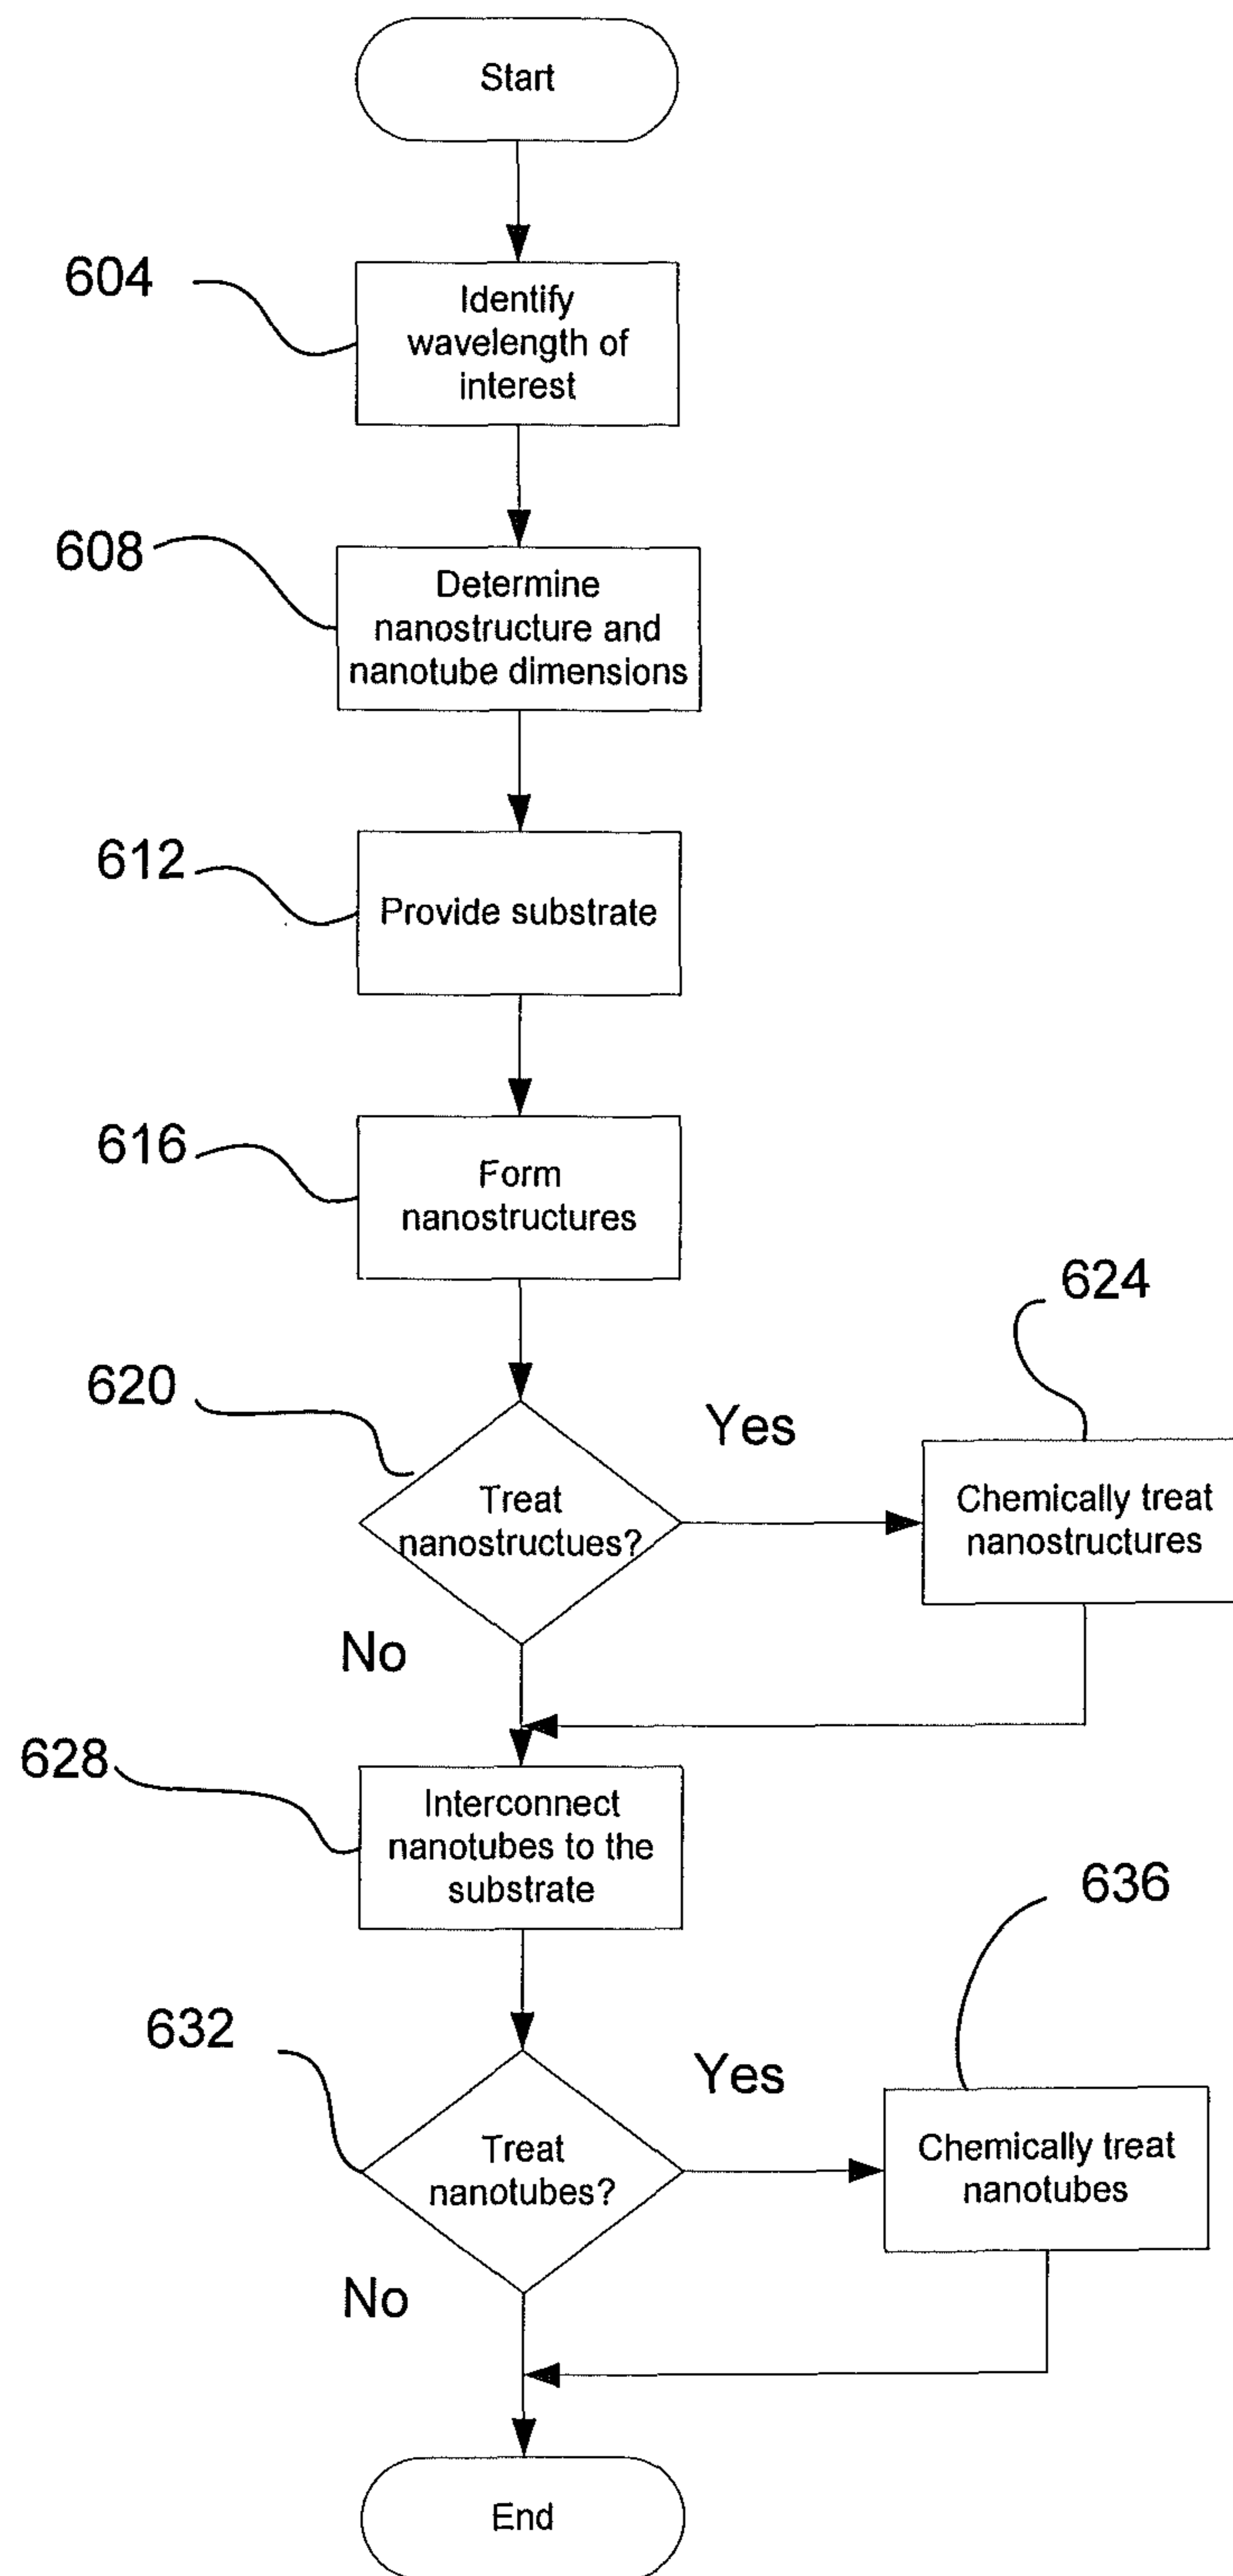 Start
604
Identify
wavelength of
interest
608
Determine
nanostructure and
nanotube dimensions
612
Provide substrate
616
Form
nanostructures
620
Treat
nanostructues?
Yes
624
Chemically treat
nanostructures
No
628
Interconnect
nanotubes to the
substrate
632
Treat
nanotubes?
Yes
636
Chemically treat
nanotubes
No
End